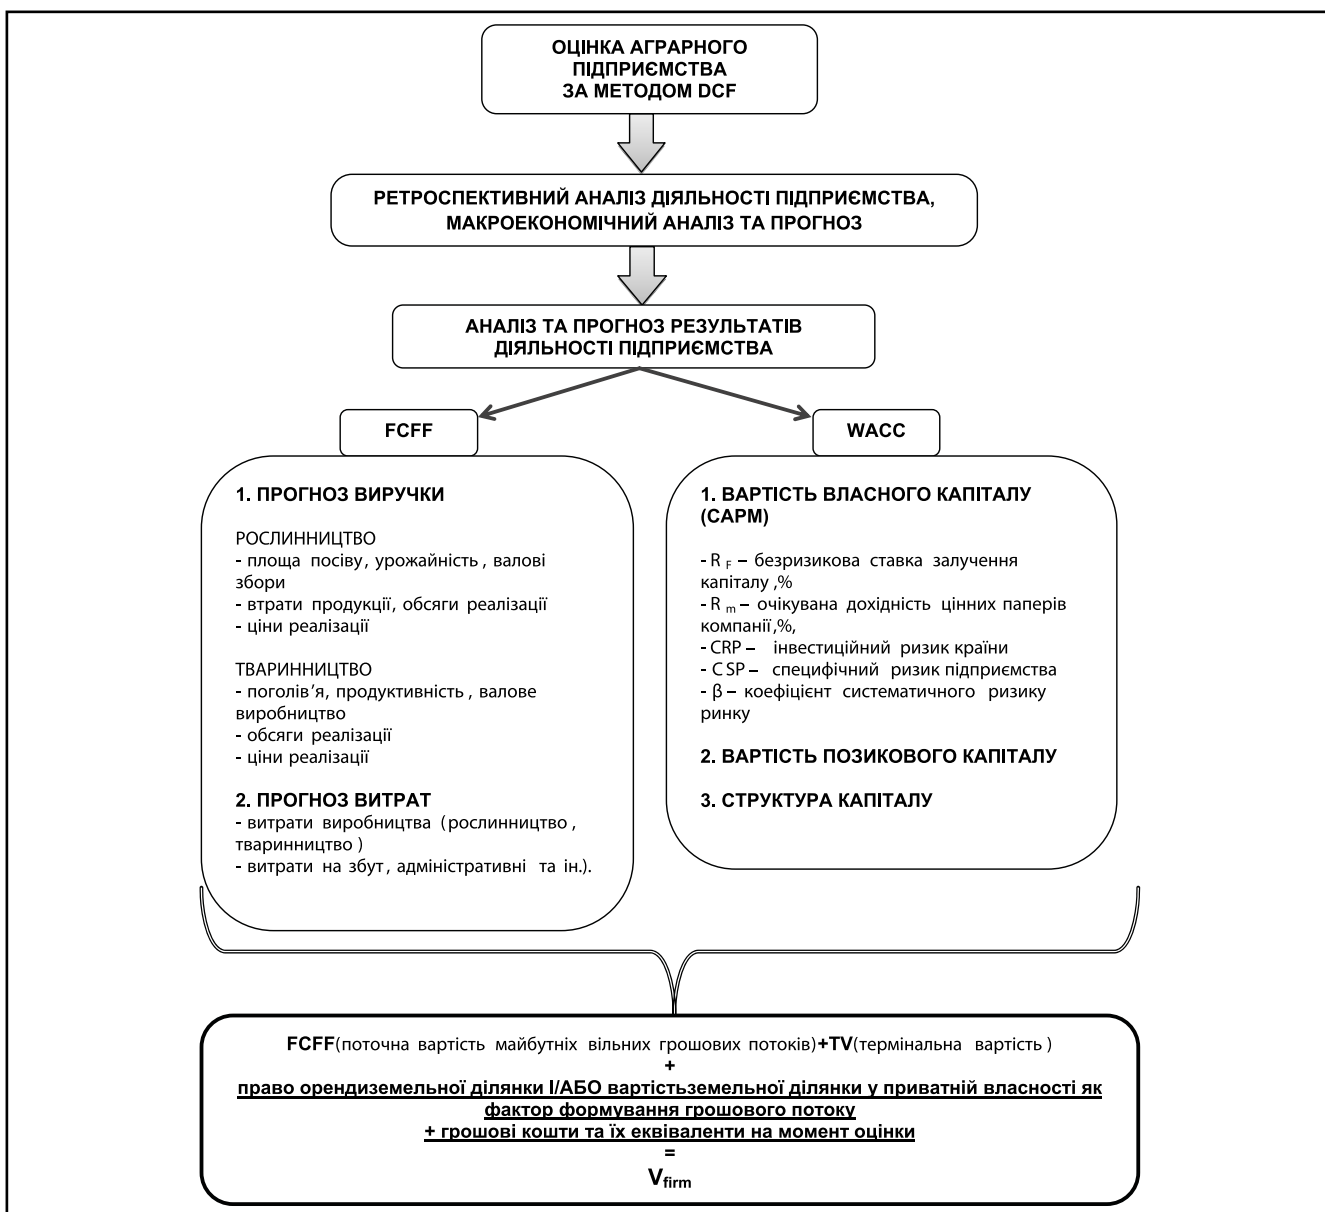 ОЦІНКА АГРАРНОГО
ПІДПРИЄМСТВА
ЗА МЕТОДОМ DCF
РЕТРОСПЕКТИВНИЙ АНАЛІЗ ДІЯЛЬНОСТІ ПІДПРИЄМСТВА,
МАКРОЕКОНОМІЧНИЙ АНАЛІЗ ТА ПРОГНОЗ
АНАЛІЗ ТА ПРОГНОЗ РЕЗУЛЬТАТІВ
ДІЯЛЬНОСТІ ПІДПРИЄМСТВА
FCFF
1. ПРОГНОЗ ВИРУЧКИ
РОСЛИННИЦТВО
- площа посіву, урожайність, валові
збори
- втрати продукції, обсяги реалізації
- ціни реалізації
ТВАРИННИЦТВО
- поголів'я, продуктивність, валове
виробництво
- обсяги реалізації
- ціни реалізації
2. ПРОГНОЗ ВИТРАТ
- витрати виробництва (рослинництво,
тваринництво)
- витрати на збут, адміністративні та ін.).
WACC
1. ВАРТІСТЬ ВЛАСНОГО КАПІТАЛУ
(САРМ)
- R F – безризикова ставка залучення
капіталу,%
- R m – очікувана дохідність цінних паперів
компанії,%,
- CRP – інвестиційний ризик країни
- CSP – специфічний ризик підприємства
- β – коефіцієнт систематичного ризику
ринку
2. ВАРТІСТЬ ПОЗИКОВОГО КАПІТАЛУ
3. СТРУКТУРА КАПІТАЛУ
FCFF(поточна вартість майбутніх вільних грошових потоків)+TV(термінальна вартість)
+
право орендиземельної ділянки І/АБО вартістьземельної ділянки у приватній власності як
фактор формування грошового потоку
+ грошові кошти та їх еквіваленти на момент оцінки
=
Vfirm